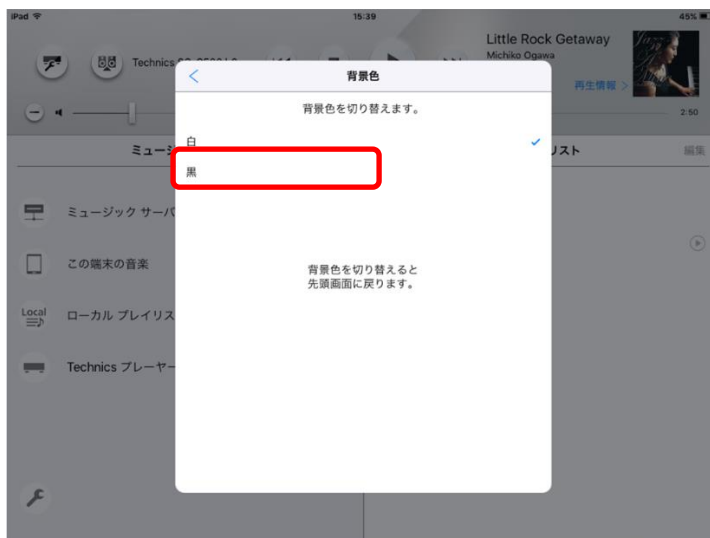 iPad
15:39
45%
Little Rock Getaway
Michiko Ogawa
Technics
再生情報 >
2:50
背景色
背景色を切り替えます。
白
黒
背景色を切り替えると
先頭画面に戻ります。
ミュージ
リスト
編集
ミュージック サーバ
この端末の音楽
Local
ローカル プレイリス
Technics プレーヤー